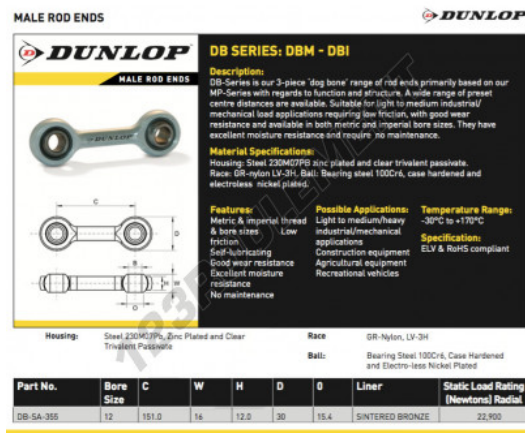 MALE ROD ENDS
DUNLOP
DUNLOP
MALE ROD ENDS
DB SERIES: DBM - DBI
Description:
DB-Series is our 3-piece 'dog bone' range of rod ends primarily based on our
MP-Series with regards to function and structure. A wide range of preset
centre distances are available. Suitable for light to medium industrial/
mechanical load applications requiring low friction, with good wear
resistance and available in both metric and imperial bore sizes. They have
excellent moisture resistance and require no maintenance.
Material Specifications:
Housing: Steel 230M07PB zinc plated and clear trivalent passivate.
Race: GR-nylon LV-3H. Ball: Bearing steel 100Cr6, case hardened and
electroless nickel plated.
Features:
Metric & imperial thread
& bore sizes Low
friction
Self-lubricating
Good wear resistance
Excellent moisture
resistance
No maintenance
Possible Applications:
Light to medium/heavy
industrial/mechanical
applications
Construction equipment
Agricultural equipment
Recreational vehicles
Temperature Range:
-30°C to +170°C
Specification:
ELV & RoHS compliant
DUNLOP
C
D
B
H
W
O
Housing: Steel 230M07Pb, Zinc Plated and Clear
Trivalent Passivate
Race GR-Nylon, LV-3H
Ball: Bearing Steel 100Cr6, Case Hardened
and Electro-less Nickel Plated
Part No. Bore Size C W H D O Liner Static Load Rating (Newtons) Radial
DB-SA-355 12 151.0 16 12.0 30 15.4 SINTERED BRONZE 22,900
123ROULEMENT